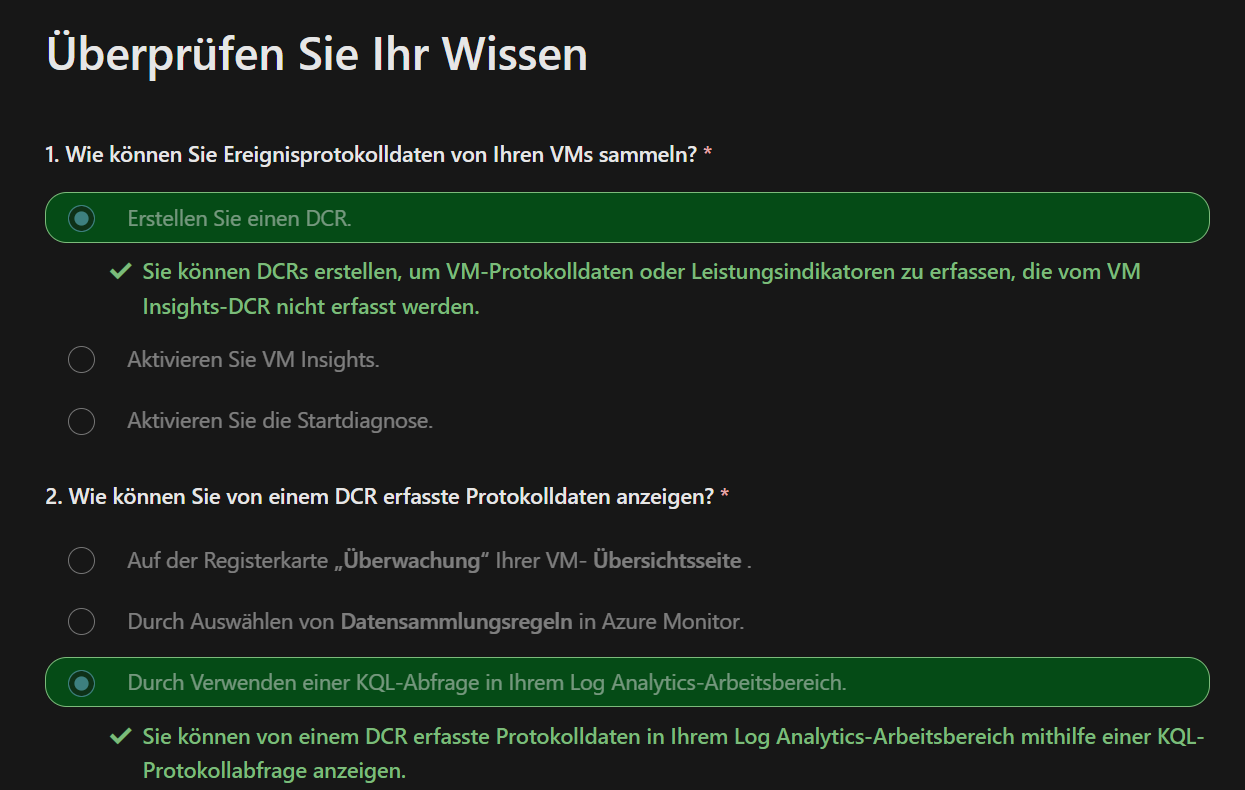 Überprüfen Sie Ihr Wissen
1. Wie können Sie Ereignisprotokolldaten von Ihren VMs sammeln? *
Erstellen Sie einen DCR.
Sie können DCRs erstellen, um VM-Protokolldaten oder Leistungsindikatoren zu erfassen, die vom VM
Insights-DCR nicht erfasst werden.
Aktivieren Sie VM Insights.
Aktivieren Sie die Startdiagnose.
2. Wie können Sie von einem DCR erfasste Protokolldaten anzeigen? *
Auf der Registerkarte „Überwachung“ Ihrer VM- Übersichtsseite .
Durch Auswählen von Datensammlungsregeln in Azure Monitor.
Durch Verwenden einer KQL-Abfrage in Ihrem Log Analytics-Arbeitsbereich.
Sie können von einem DCR erfasste Protokolldaten in Ihrem Log Analytics-Arbeitsbereich mithilfe einer KQL-
Protokollabfrage anzeigen.